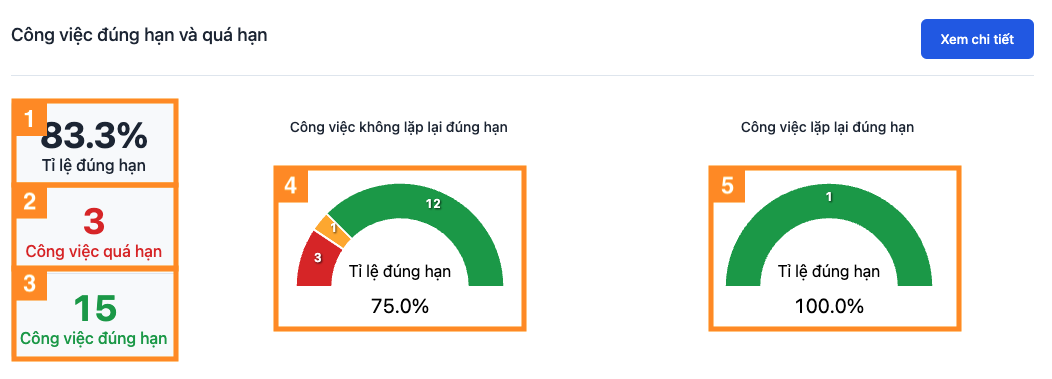 Công việc đúng hạn và quá hạn
Xem chi tiết
1
83.3%
Tỉ lệ đúng hạn
2
3
Công việc quá hạn
3
15
Công việc đúng hạn
Công việc không lặp lại đúng hạn
4
12
1
3
Tỉ lệ đúng hạn
75.0%
Công việc lặp lại đúng hạn
5
1
Tỉ lệ đúng hạn
100.0%